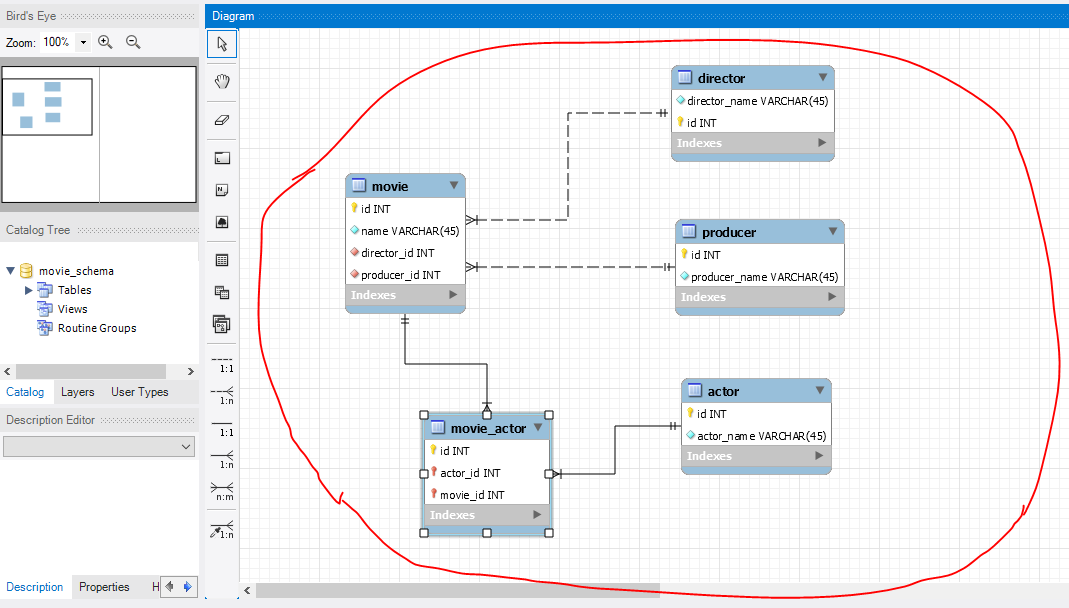 Bird's Eye
Zoom: 100%
Catalog Tree
movie_schema
Tables
Views
Routine Groups
Catalog Layers User Types
Description Editor
Description Properties H
Diagram
1:1
1:n
1:1
1:n
n:m
1:n
director
director_name VARCHAR(45)
id INT
Indexes
movie
id INT
name VARCHAR(45)
director_id INT
producer_id INT
Indexes
producer
id INT
producer_name VARCHAR(45)
Indexes
actor
id INT
actor_name VARCHAR(45)
Indexes
movie_actor
id INT
actor_id INT
movie_id INT
Indexes